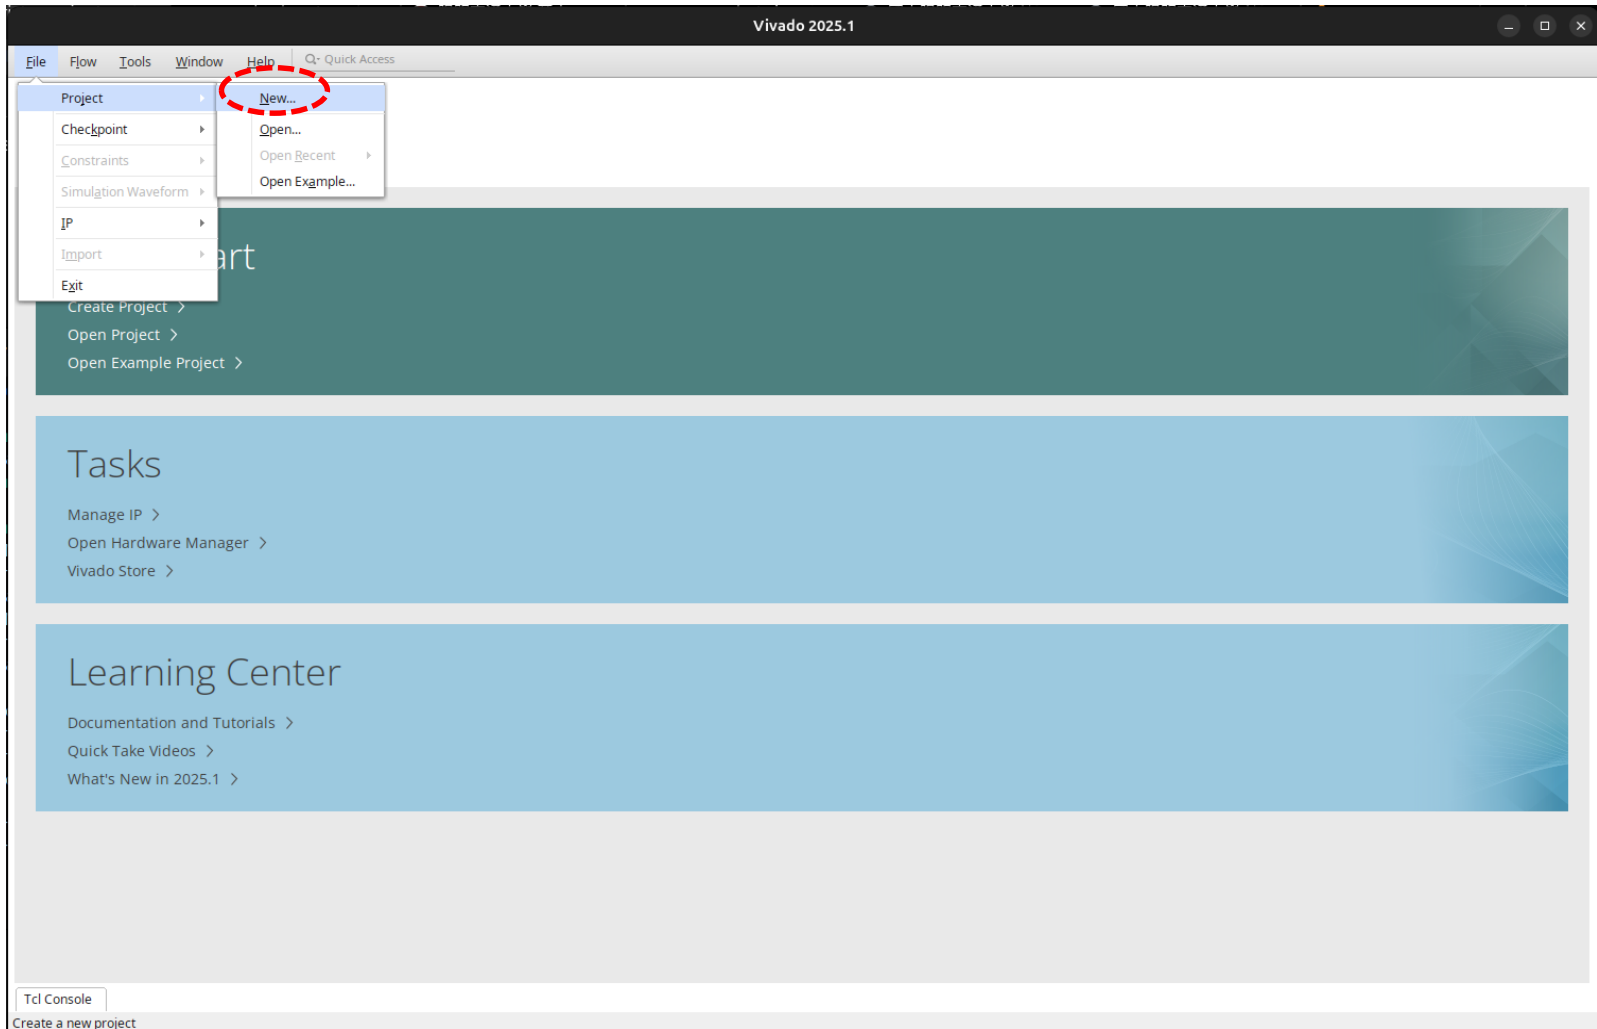 Vivado 2025.1
File Flow Tools Window Help Quick Access
Project
Checkpoint
Constraints
Simulation Waveform
IP
Import
Exit
New...
Open...
Open Recent
Open Example...
art
Create Project
Open Project
Open Example Project
Tasks
Manage IP
Open Hardware Manager
Vivado Store
Learning Center
Documentation and Tutorials
Quick Take Videos
What's New in 2025.1
Tcl Console
Create a new project